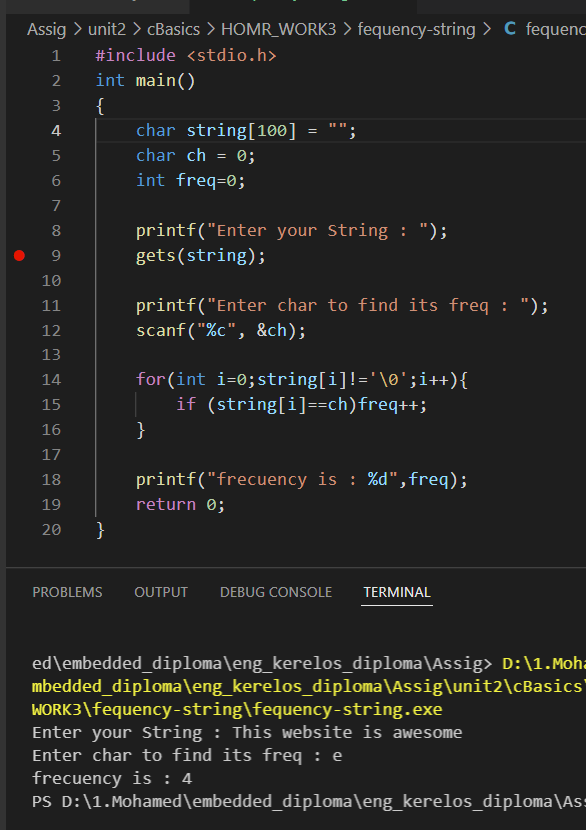 Assig > unit2 > cBasics > HOMR_WORK3 > fequency-string > C fequenc
1 #include <stdio.h>
2 int main()
3 {
4     char string[100] = "";
5     char ch = 0;
6     int freq=0;
7
8     printf("Enter your String : ");
9     gets(string);
10
11     printf("Enter char to find its freq : ");
12     scanf("%c", &ch);
13
14     for(int i=0;string[i]!='\0';i++){
15         if (string[i]==ch)freq++;
16     }
17
18     printf("frecuency is : %d",freq);
19     return 0;
20 }
PROBLEMS OUTPUT DEBUG CONSOLE TERMINAL
ed\embedded_diploma\eng_kerelos_diploma\Assig> D:\1.Moha
mbedded_diploma\eng_kerelos_diploma\Assig\unit2\cBasics\
WORK3\fequency-string\fequency-string.exe
Enter your String : This website is awesome
Enter char to find its freq : e
frecuency is : 4
PS D:\1.Mohamed\embedded_diploma\eng_kerelos_diploma\Ass